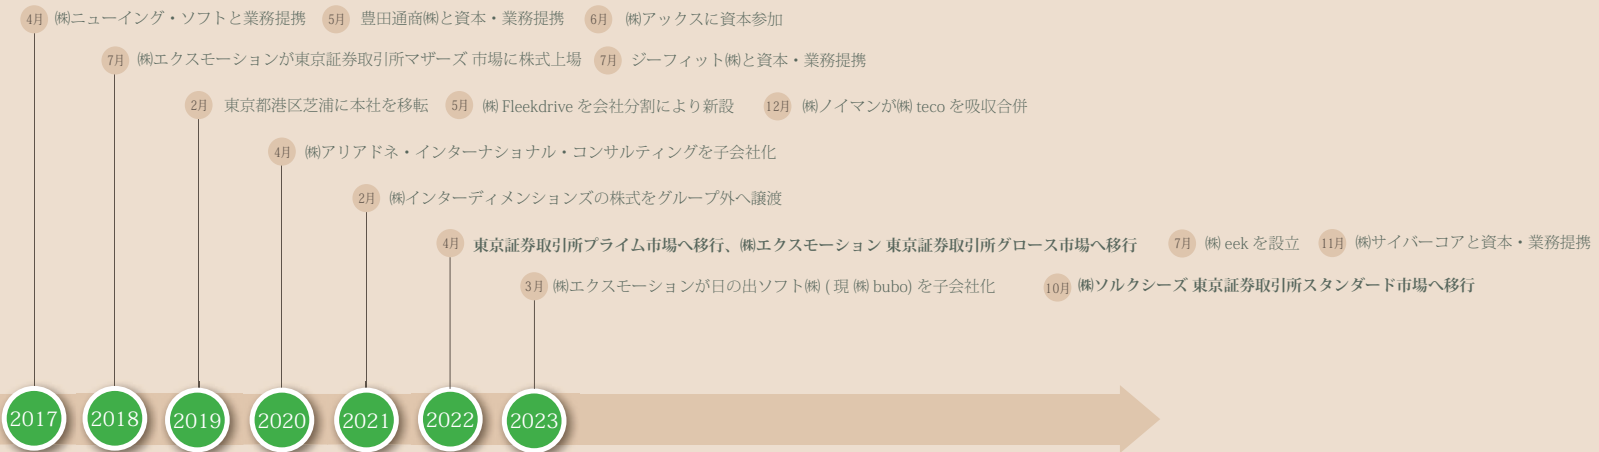 4月 ㈱ニューイング・ソフトと業務提携 5月 豊田通商㈱と資本・業務提携 6月 ㈱アックスに資本参加
7月 ㈱エクスモーションが東京証券取引所マザーズ 市場に株式上場 7月 ジーフィット㈱と資本・業務提携
2月 東京都港区芝浦に本社を移転 5月 ㈱ Fleekdrive を会社分割により新設 12月 ㈱ノイマンが㈱ teco を吸収合併
4月 ㈱アリアドネ・インターナショナル・コンサルティングを子会社化
2月 ㈱インターディメンションズの株式をグループ外へ譲渡
4月 東京証券取引所プライム市場へ移行、㈱エクスモーション 東京証券取引所グロース市場へ移行 7月 ㈱ eek を設立 11月 ㈱サイバーコアと資本・業務提携
3月 ㈱エクスモーションが日の出ソフト㈱ ( 現 ㈱ bubo) を子会社化 10月 ㈱ソルクシーズ 東京証券取引所スタンダード市場へ移行
2017 2018 2019 2020 2021 2022 2023